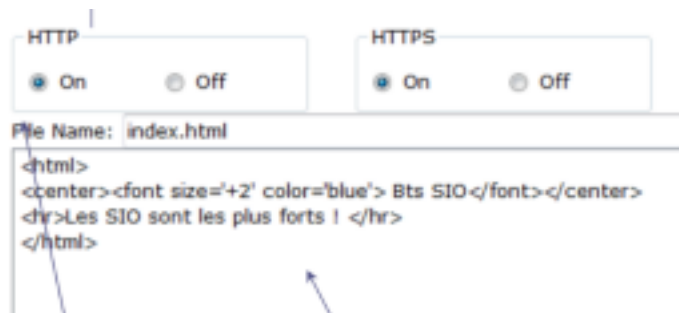 HTTP HTTPS
On Off On Off
File Name: index.html
<html>
<center><font size='+2' color='blue'> Bts SIO</font></center>
<hr>Les SIO sont les plus forts ! </hr>
</html>